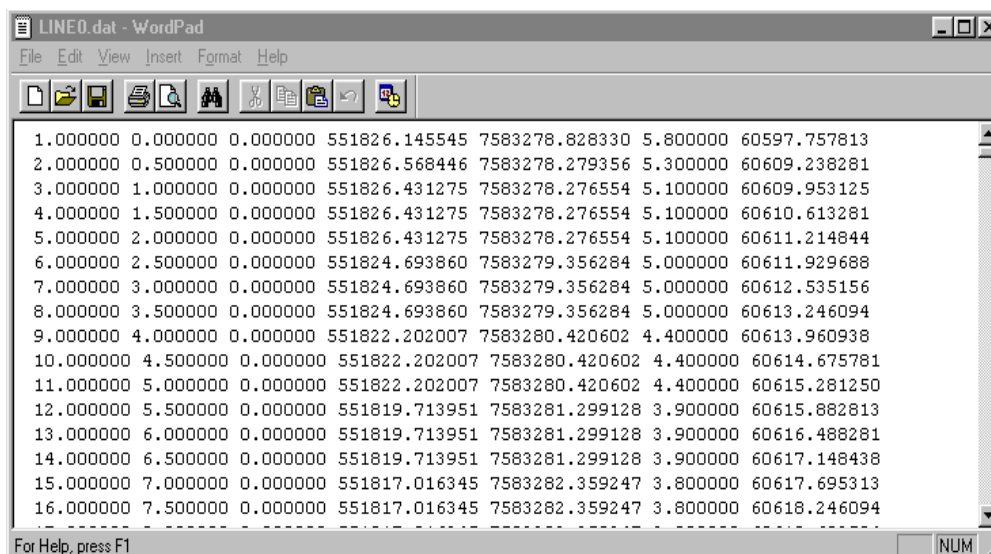 LINE0.dat - WordPad
File Edit View Insert Format Help
1.000000 0.000000 0.000000 551826.145545 7583278.828330 5.800000 60597.757813
2.000000 0.500000 0.000000 551826.568446 7583278.279356 5.300000 60609.238281
3.000000 1.000000 0.000000 551826.431275 7583278.276554 5.100000 60609.953125
4.000000 1.500000 0.000000 551826.431275 7583278.276554 5.100000 60610.613281
5.000000 2.000000 0.000000 551826.431275 7583278.276554 5.100000 60611.214844
6.000000 2.500000 0.000000 551824.693860 7583279.356284 5.000000 60611.929688
7.000000 3.000000 0.000000 551824.693860 7583279.356284 5.000000 60612.535156
8.000000 3.500000 0.000000 551824.693860 7583279.356284 5.000000 60613.246094
9.000000 4.000000 0.000000 551822.202007 7583280.420602 4.400000 60613.960938
10.000000 4.500000 0.000000 551822.202007 7583280.420602 4.400000 60614.675781
11.000000 5.000000 0.000000 551822.202007 7583280.420602 4.400000 60615.281250
12.000000 5.500000 0.000000 551819.713951 7583281.299128 3.900000 60615.882813
13.000000 6.000000 0.000000 551819.713951 7583281.299128 3.900000 60616.488281
14.000000 6.500000 0.000000 551819.713951 7583281.299128 3.900000 60617.148438
15.000000 7.000000 0.000000 551817.016345 7583282.359247 3.800000 60617.695313
16.000000 7.500000 0.000000 551817.016345 7583282.359247 3.800000 60618.246094
For Help, press F1
NUM